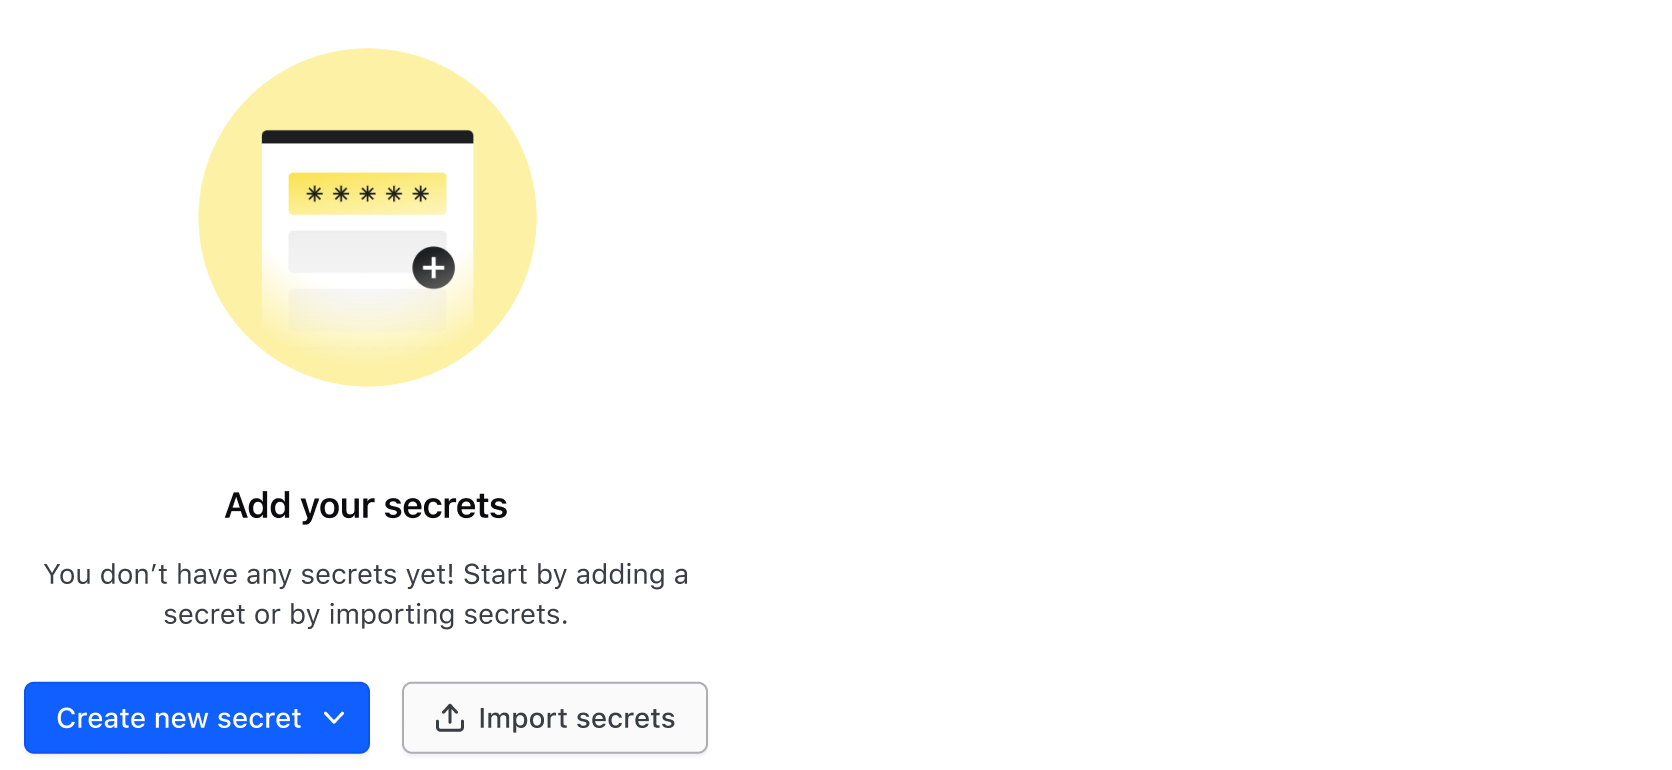 *****
Add your secrets
You don’t have any secrets yet! Start by adding a
secret or by importing secrets.
Create new secret
Import secrets